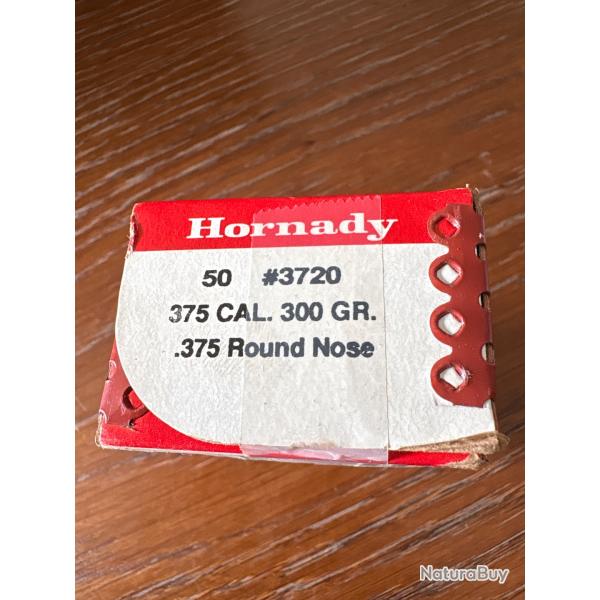 Hornady
50 #3720
375 CAL. 300 GR.
.375 Round Nose
NaturaBuy